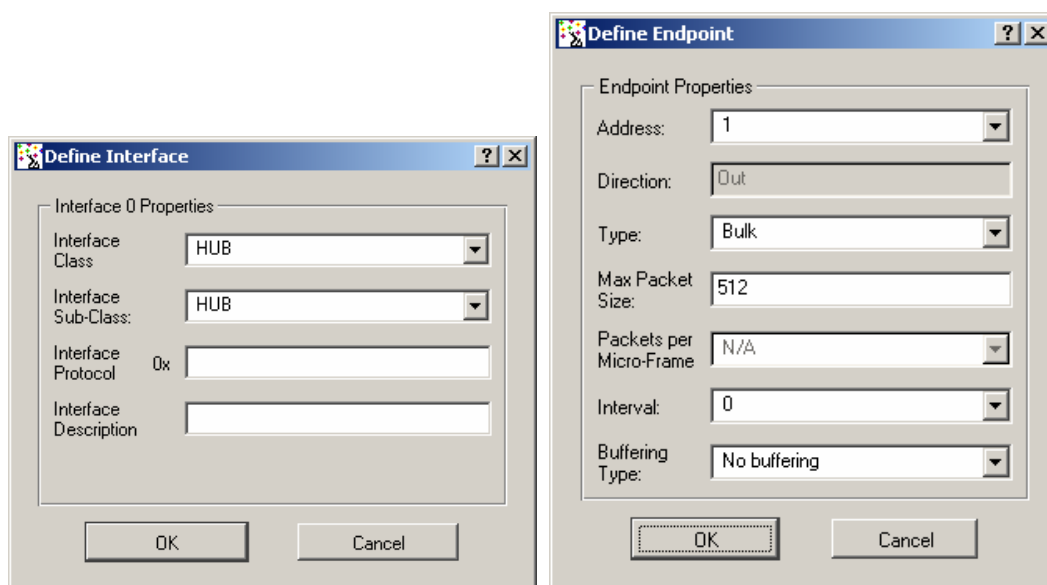 Define Interface
Interface 0 Properties
Interface
Class
HUB
Interface
Sub-Class:
HUB
Interface
Protocol
0x
Interface
Description
OK
Cancel
Define Endpoint
Endpoint Properties
Address:
1
Direction:
Out
Type:
Bulk
Max Packet
Size:
512
Packets per
Micro-Frame
N/A
Interval:
0
Buffering
Type:
No buffering
OK
Cancel